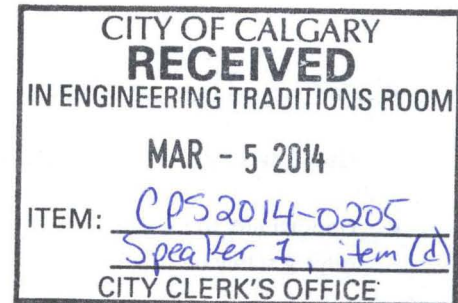 CITY OF CALGARY
RECEIVED
IN ENGINEERING TRADITIONS ROOM
MAR - 5 2014
ITEM: CPS2014-0205
Speaker 1, item (d)
CITY CLERK'S OFFICE